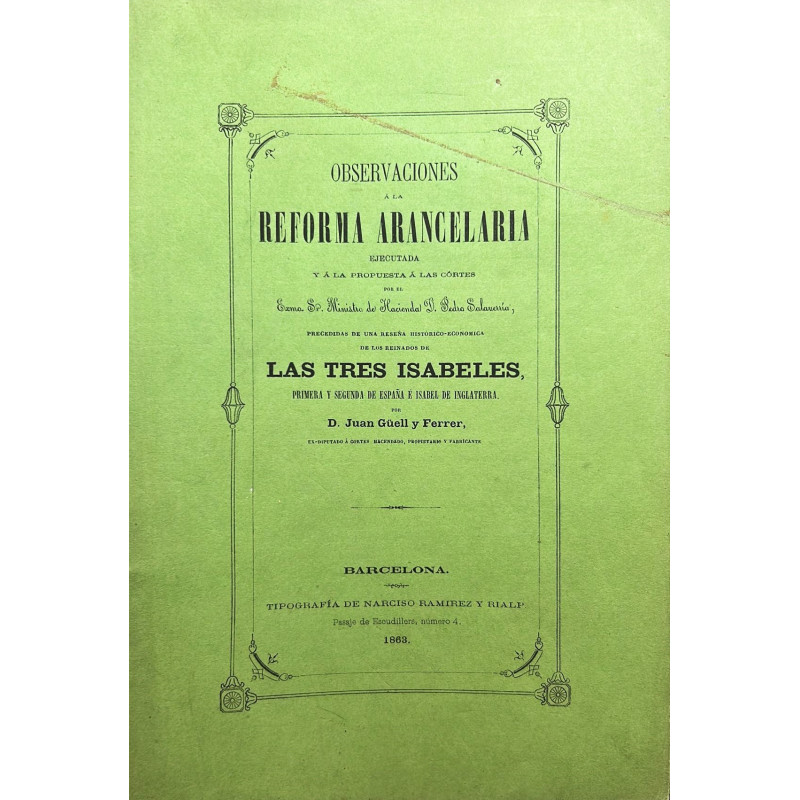 OBSERVACIONES
Á LA
REFORMA ARANCELARIA
EJECUTADA
Y Á LA PROPUESTA Á LAS CÓRTES
POR EL
Exmo. Sr. Ministro de Hacienda D. Pedro Salaverría,
PRECEDIDAS DE UNA RESEÑA HISTÓRICO-ECONÓMICA
DE LOS REINADOS DE
LAS TRES ISABELES,
PRIMERA Y SEGUNDA DE ESPAÑA E ISABEL DE INGLATERRA.
POR
D. Juan Güell y Ferrer,
EX-DIPUTADO Á CORTES, HACENDADO, PROPIETARIO Y FABRICANTE
BARCELONA.
TIPOGRAFÍA DE NARCISO RAMIREZ Y RIALP.
Pasaje de Escudillers, número 4.
1863.